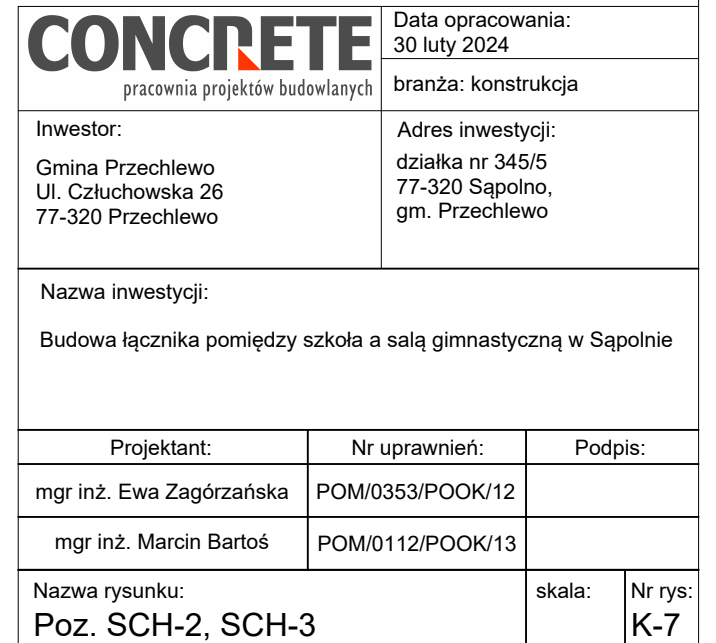 CONCRETE
pracownia projektów budowlanych
Data opracowania:
30 luty 2024
branża: konstrukcja
Inwestor:
Gmina Przechlewo
Ul. Człuchowska 26
77-320 Przechlewo
Adres inwestycji:
działka nr 345/5
77-320 Sąpolno,
gm. Przechlewo
Nazwa inwestycji:
Budowa łącznika pomiędzy szkoła a salą gimnastyczną w Sąpolnie
Projektant: Nr uprawnień: Podpis:
mgr inż. Ewa Zagórzańska POM/0353/POOK/12
mgr inż. Marcin Bartoś POM/0112/POOK/13
Nazwa rysunku: skala: Nr rys:
Poz. SCH-2, SCH-3 K-7